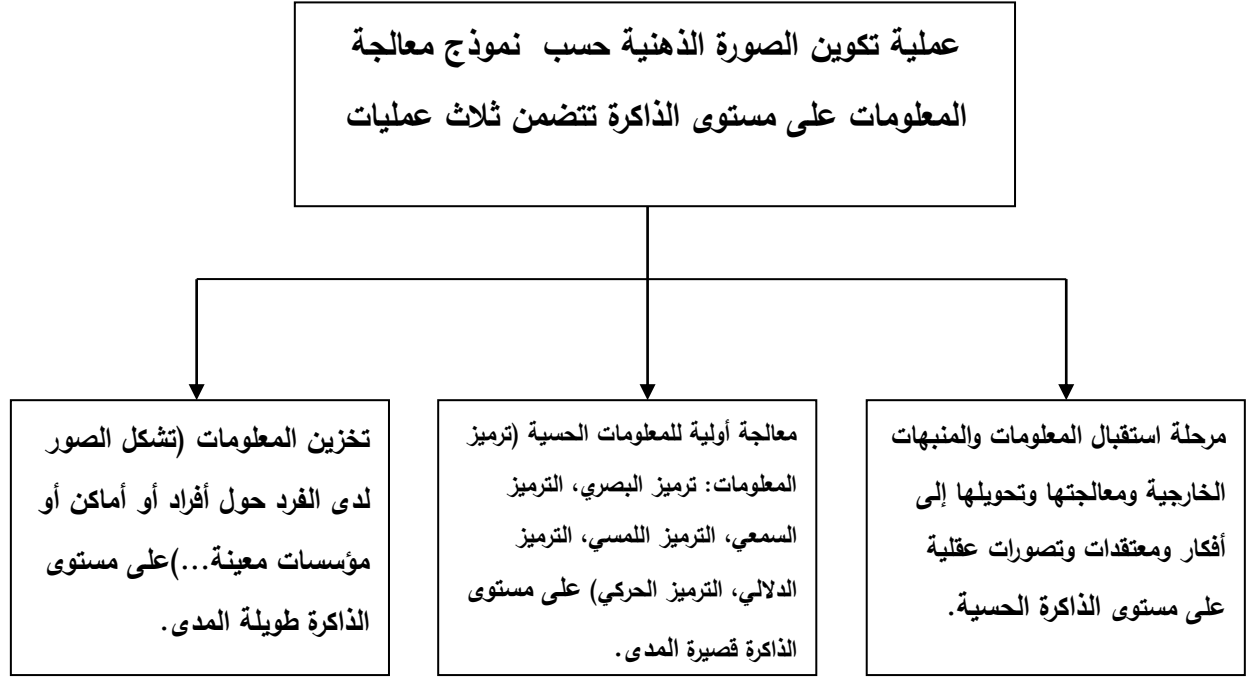 عملية تكوين الصورة الذهنية حسب نموذج معالجة
المعلومات على مستوى الذاكرة تتضمن ثلاث عمليات
مرحلة استقبال المعلومات والمنبهات
الخارجية ومعالجتها وتحويلها إلى
أفكار ومعتقدات وتصورات عقلية
على مستوى الذاكرة الحسية.
معالجة أولية للمعلومات الحسية (ترميز
المعلومات: ترميز البصري، الترميز
السمعي، الترميز اللمسي، الترميز
الدلالي، الترميز الحركي) على مستوى
الذاكرة قصيرة المدى.
تخزين المعلومات (تشكل الصور
لدى الفرد حول أفراد أو أماكن أو
مؤسسات معينة...)على مستوى
الذاكرة طويلة المدى.